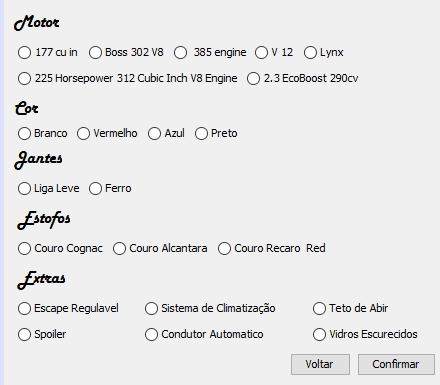 Motor
177 cu in Boss 302 V8 385 engine V 12 Lynx
225 Horsepower 312 Cubic Inch V8 Engine 2.3 EcoBoost 290cv
Cor
Branco Vermelho Azul Preto
Jantes
Liga Leve Ferro
Estofos
Couro Cognac Couro Alcantara Couro Recaro Red
Extras
Escape Regulavel Sistema de Climatização Teto de Abir
Spoiler Condutor Automatico Vidros Escurecidos
Voltar Confirmar